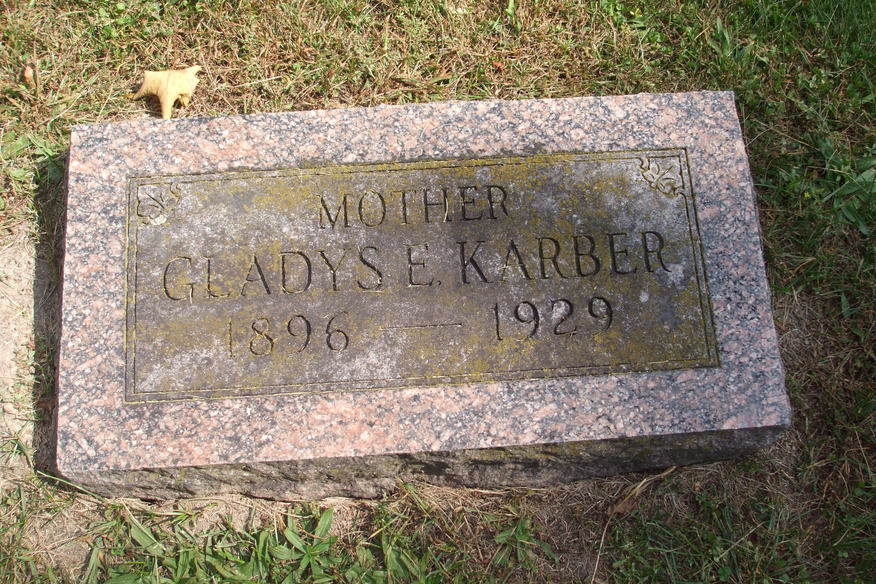 MOTHER
GLADYS E. KARBER
1896 — 1929